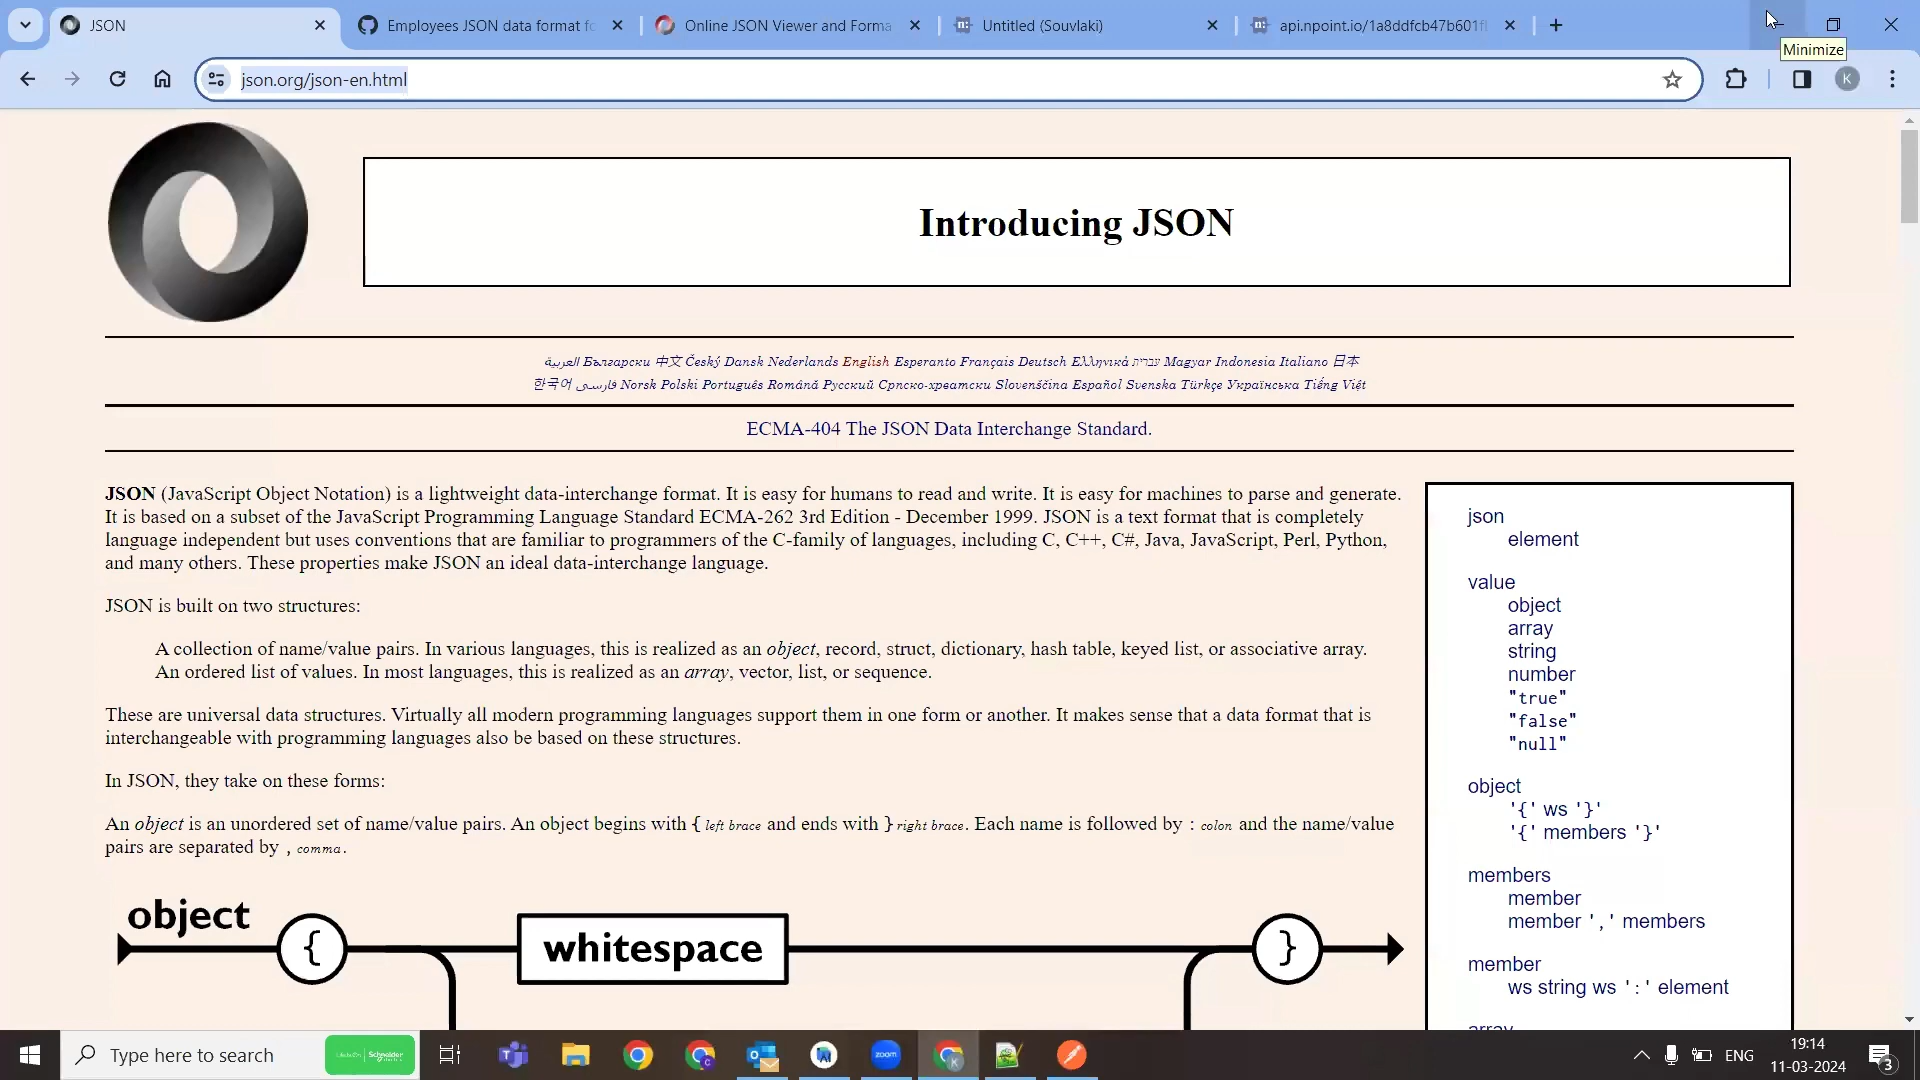 JSON
Employees JSON data format fo
Online JSON Viewer and Forma
Untitled (Souvlaki)
api.npoint.io/1a8ddfcb47b601f
Minimize
json.org/json-en.html
K
Introducing JSON
العربية Български 中文 Český Dansk Nederlands English Esperanto Français Deutsch Ελληνικά עברית Magyar Indonesia Italiano 日本
한국어 فارسی Norsk Polski Português Română Русский Српско-хрватски Slovenščina Español Svenska Türkçe Українська Tiếng Việt
ECMA-404 The JSON Data Interchange Standard.
JSON (JavaScript Object Notation) is a lightweight data-interchange format. It is easy for humans to read and write. It is easy for machines to parse and generate.
It is based on a subset of the JavaScript Programming Language Standard ECMA-262 3rd Edition - December 1999. JSON is a text format that is completely
language independent but uses conventions that are familiar to programmers of the C-family of languages, including C, C++, C#, Java, JavaScript, Perl, Python,
and many others. These properties make JSON an ideal data-interchange language.
JSON is built on two structures:
A collection of name/value pairs. In various languages, this is realized as an object, record, struct, dictionary, hash table, keyed list, or associative array.
An ordered list of values. In most languages, this is realized as an array, vector, list, or sequence.
These are universal data structures. Virtually all modern programming languages support them in one form or another. It makes sense that a data format that is
interchangeable with programming languages also be based on these structures.
In JSON, they take on these forms:
An object is an unordered set of name/value pairs. An object begins with { left brace and ends with } right brace. Each name is followed by : colon and the name/value
pairs are separated by , comma.
object
{
whitespace
}
json
element
value
object
array
string
number
"true"
"false"
"null"
object
'{' ws '}'
'{' members '}'
members
member
member ',' members
member
ws string ws ':' element
array
Type here to search
Life Is On Schneider
zoom
ENG
19:14
11-03-2024
3